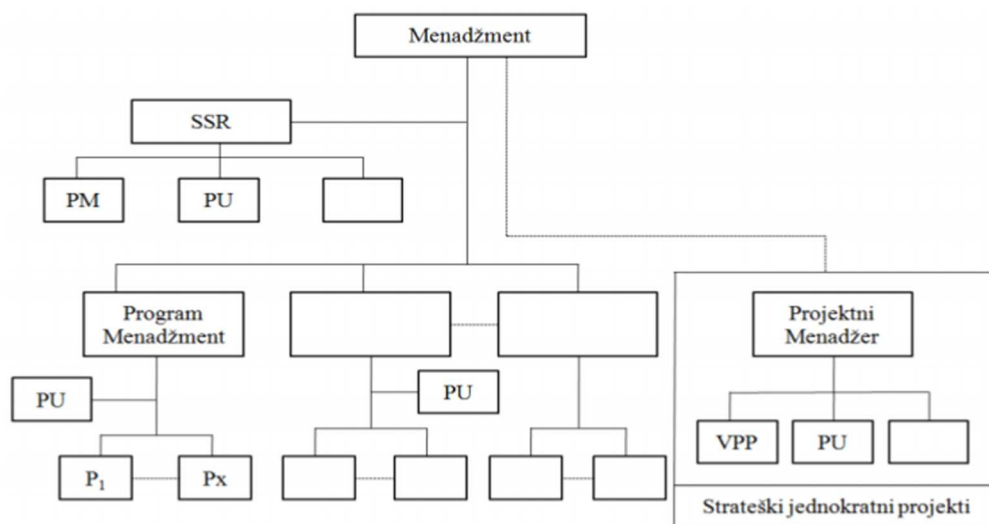 Menadžment
SSR
PM
PU
Program
Menadžment
Projektni
Menadžer
PU
PU
P₁
Px
VPP
PU
Strateški jednokratni projekti